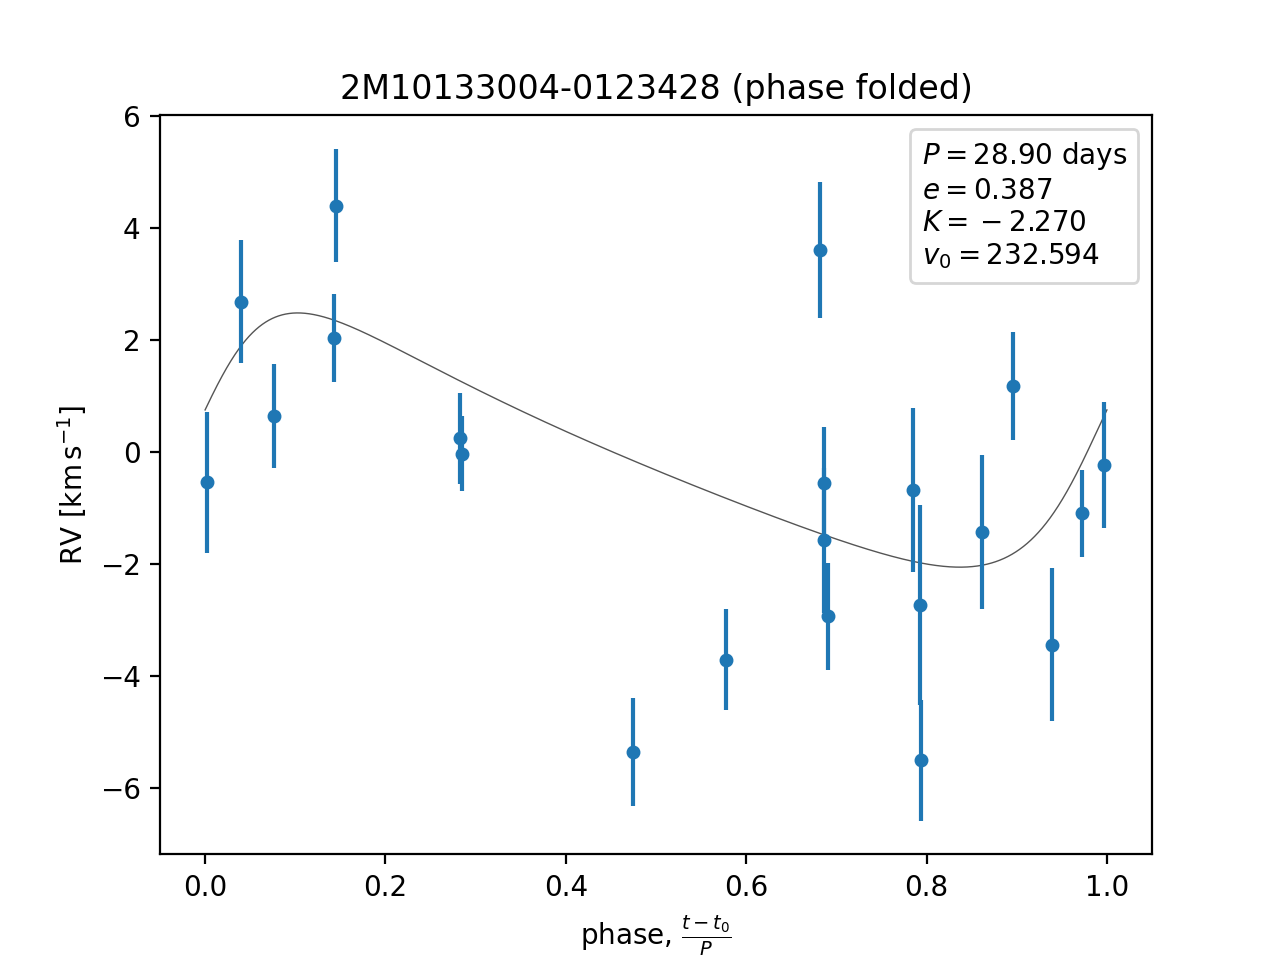 2M10133004-0123428 (phase folded)
P = 28.90 days
e = 0.387
K = −2.270
v₀ = 232.594
RV [km s⁻¹]
6
4
2
0
−2
−4
−6
0.0 0.2 0.4 0.6 0.8 1.0
phase, (t − t₀)/P